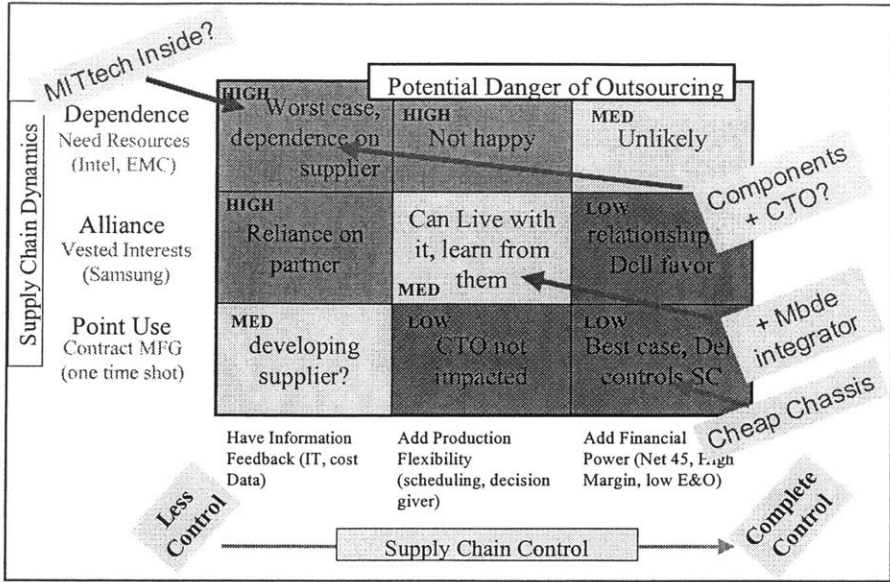 MITtech Inside?
Potential Danger of Outsourcing
Supply Chain Dynamics
Dependence
Need Resources
(Intel, EMC)
HIGH
Worst case,
dependence on
supplier
HIGH
Not happy
MED
Unlikely
Components
+ CTO?
Alliance
Vested Interests
(Samsung)
HIGH
Reliance on
partner
Can Live with
it, learn from
them
MED
LOW
relationship
Dell favor
+ Mbde
integrator
Point Use
Contract MFG
(one time shot)
MED
developing
supplier?
LOW
CTO not
impacted
LOW
Best case, Del
controls SC
Cheap Chassis
Have Information
Feedback (IT, cost
Data)
Add Production
Flexibility
(scheduling, decision
giver)
Add Financial
Power (Net 45, High
Margin, low E&O)
Less
Control
Supply Chain Control
Complete
Control